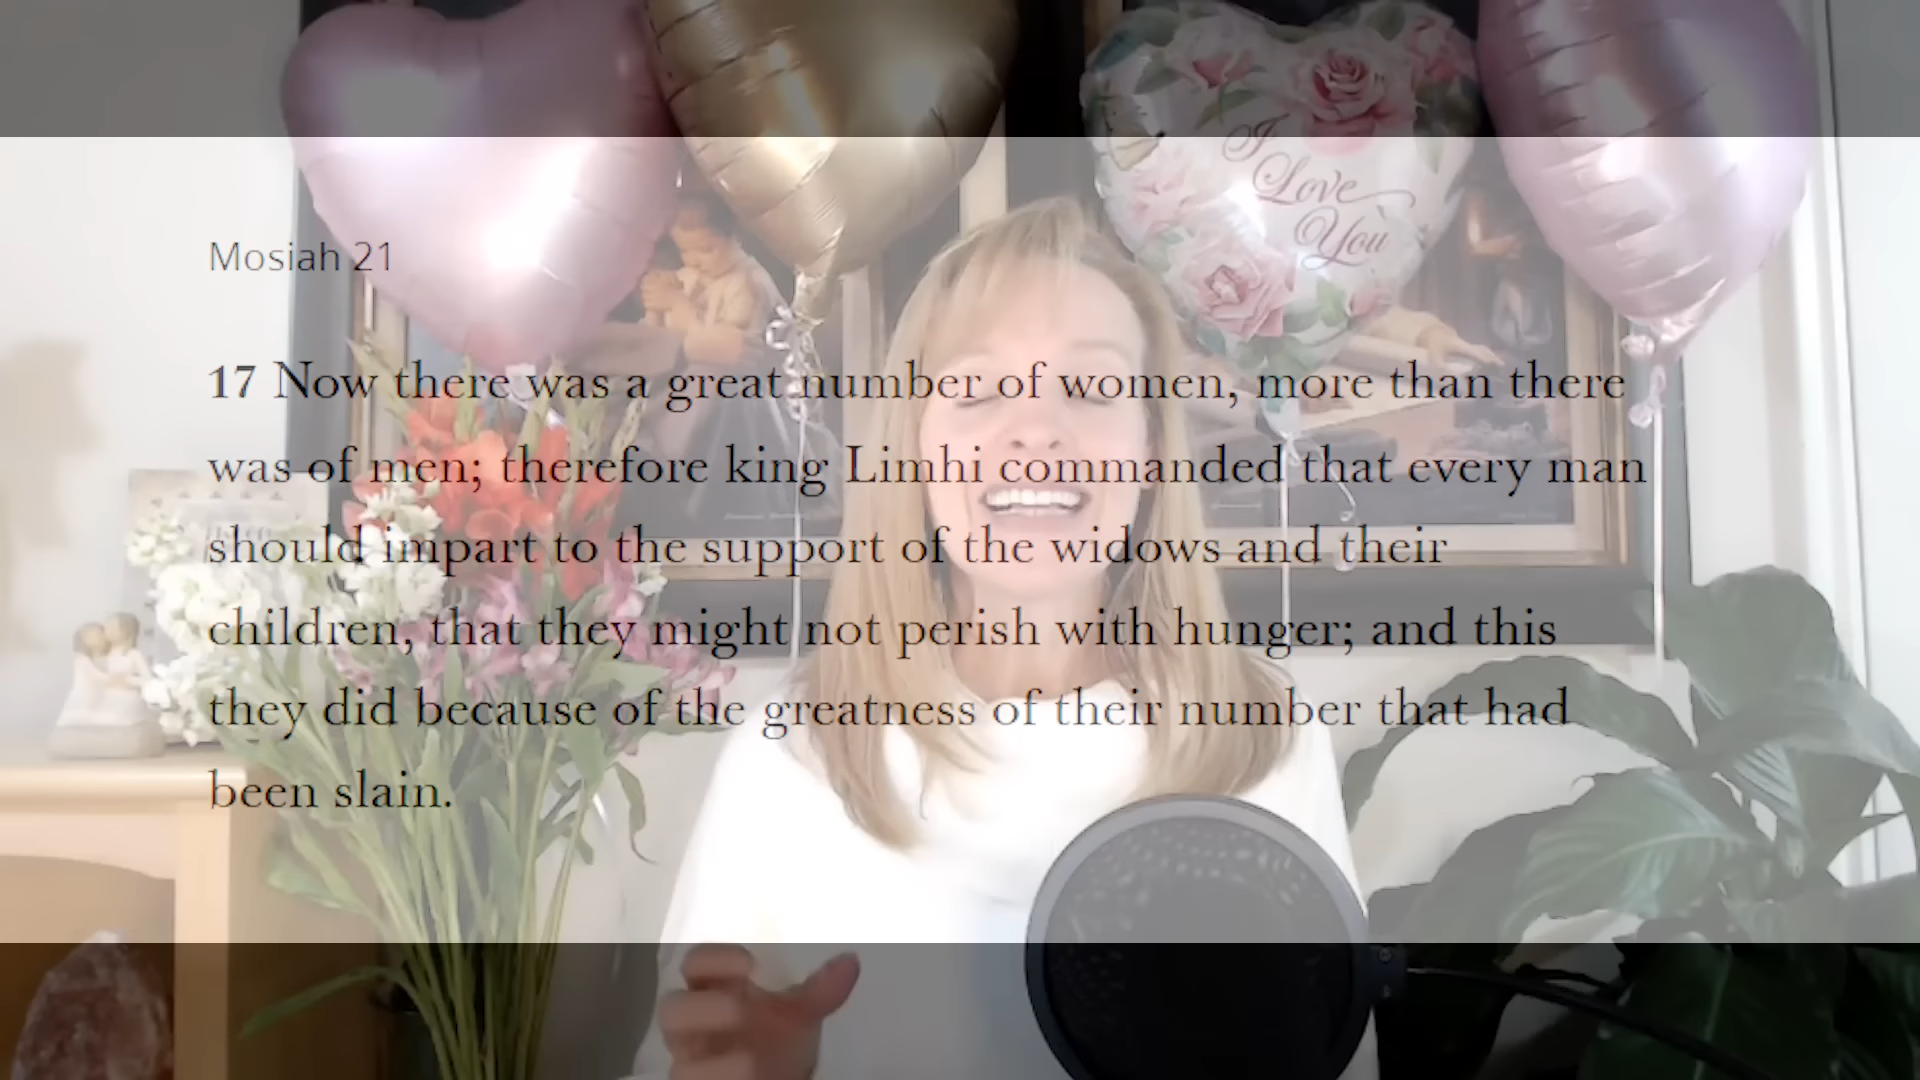 I
Love
You
Mosiah 21
17 Now there was a great number of women, more than there
was of men; therefore king Limhi commanded that every man
should impart to the support of the widows and their
children, that they might not perish with hunger; and this
they did because of the greatness of their number that had
been slain.